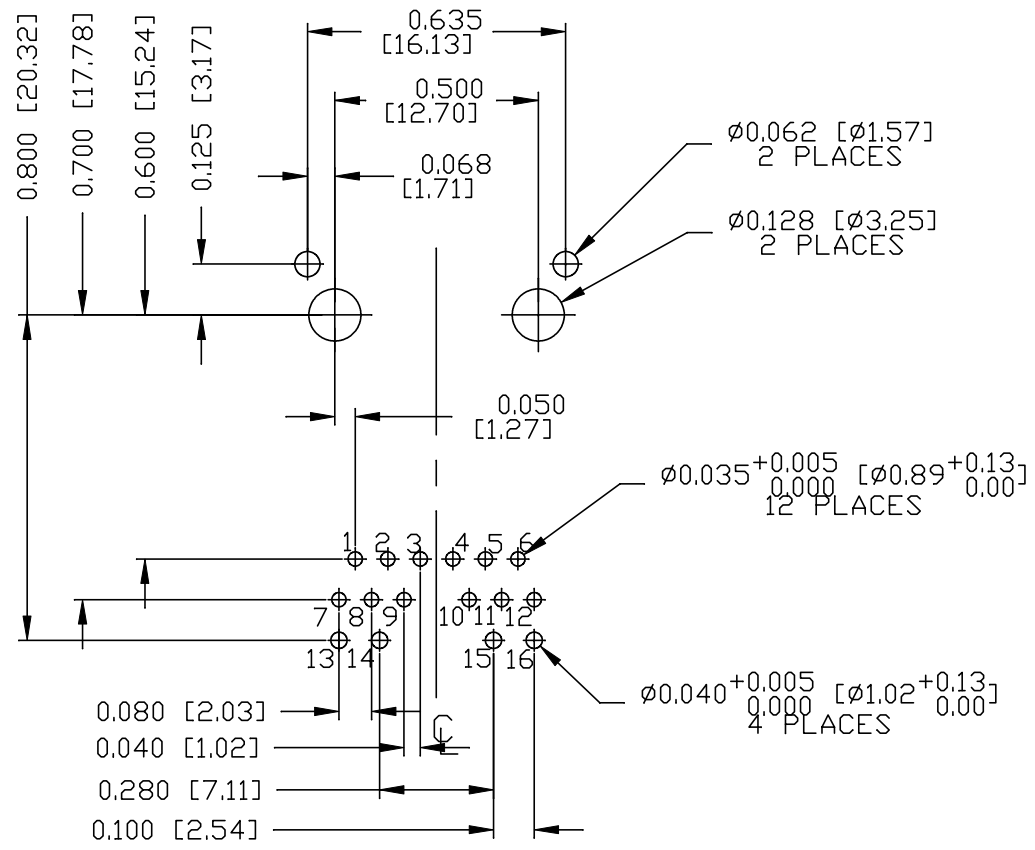 0.800 [20.32]
0.700 [17.78]
0.600 [15.24]
0.125 [3.17]
0.635
[16.13]
0.500
[12.70]
0.068
[1.71]
Ø0.062 [Ø1.57]
2 PLACES
Ø0.128 [Ø3.25]
2 PLACES
0.050
[1.27]
Ø0.035 +0.005 [Ø0.89 +0.13]
0.000 0.00
12 PLACES
1 2 3 4 5 6
7 8 9 10 11 12
13 14 15 16
Ø0.040 +0.005 [Ø1.02 +0.13]
0.000 0.00
4 PLACES
0.080 [2.03]
CL
0.040 [1.02]
0.280 [7.11]
0.100 [2.54]